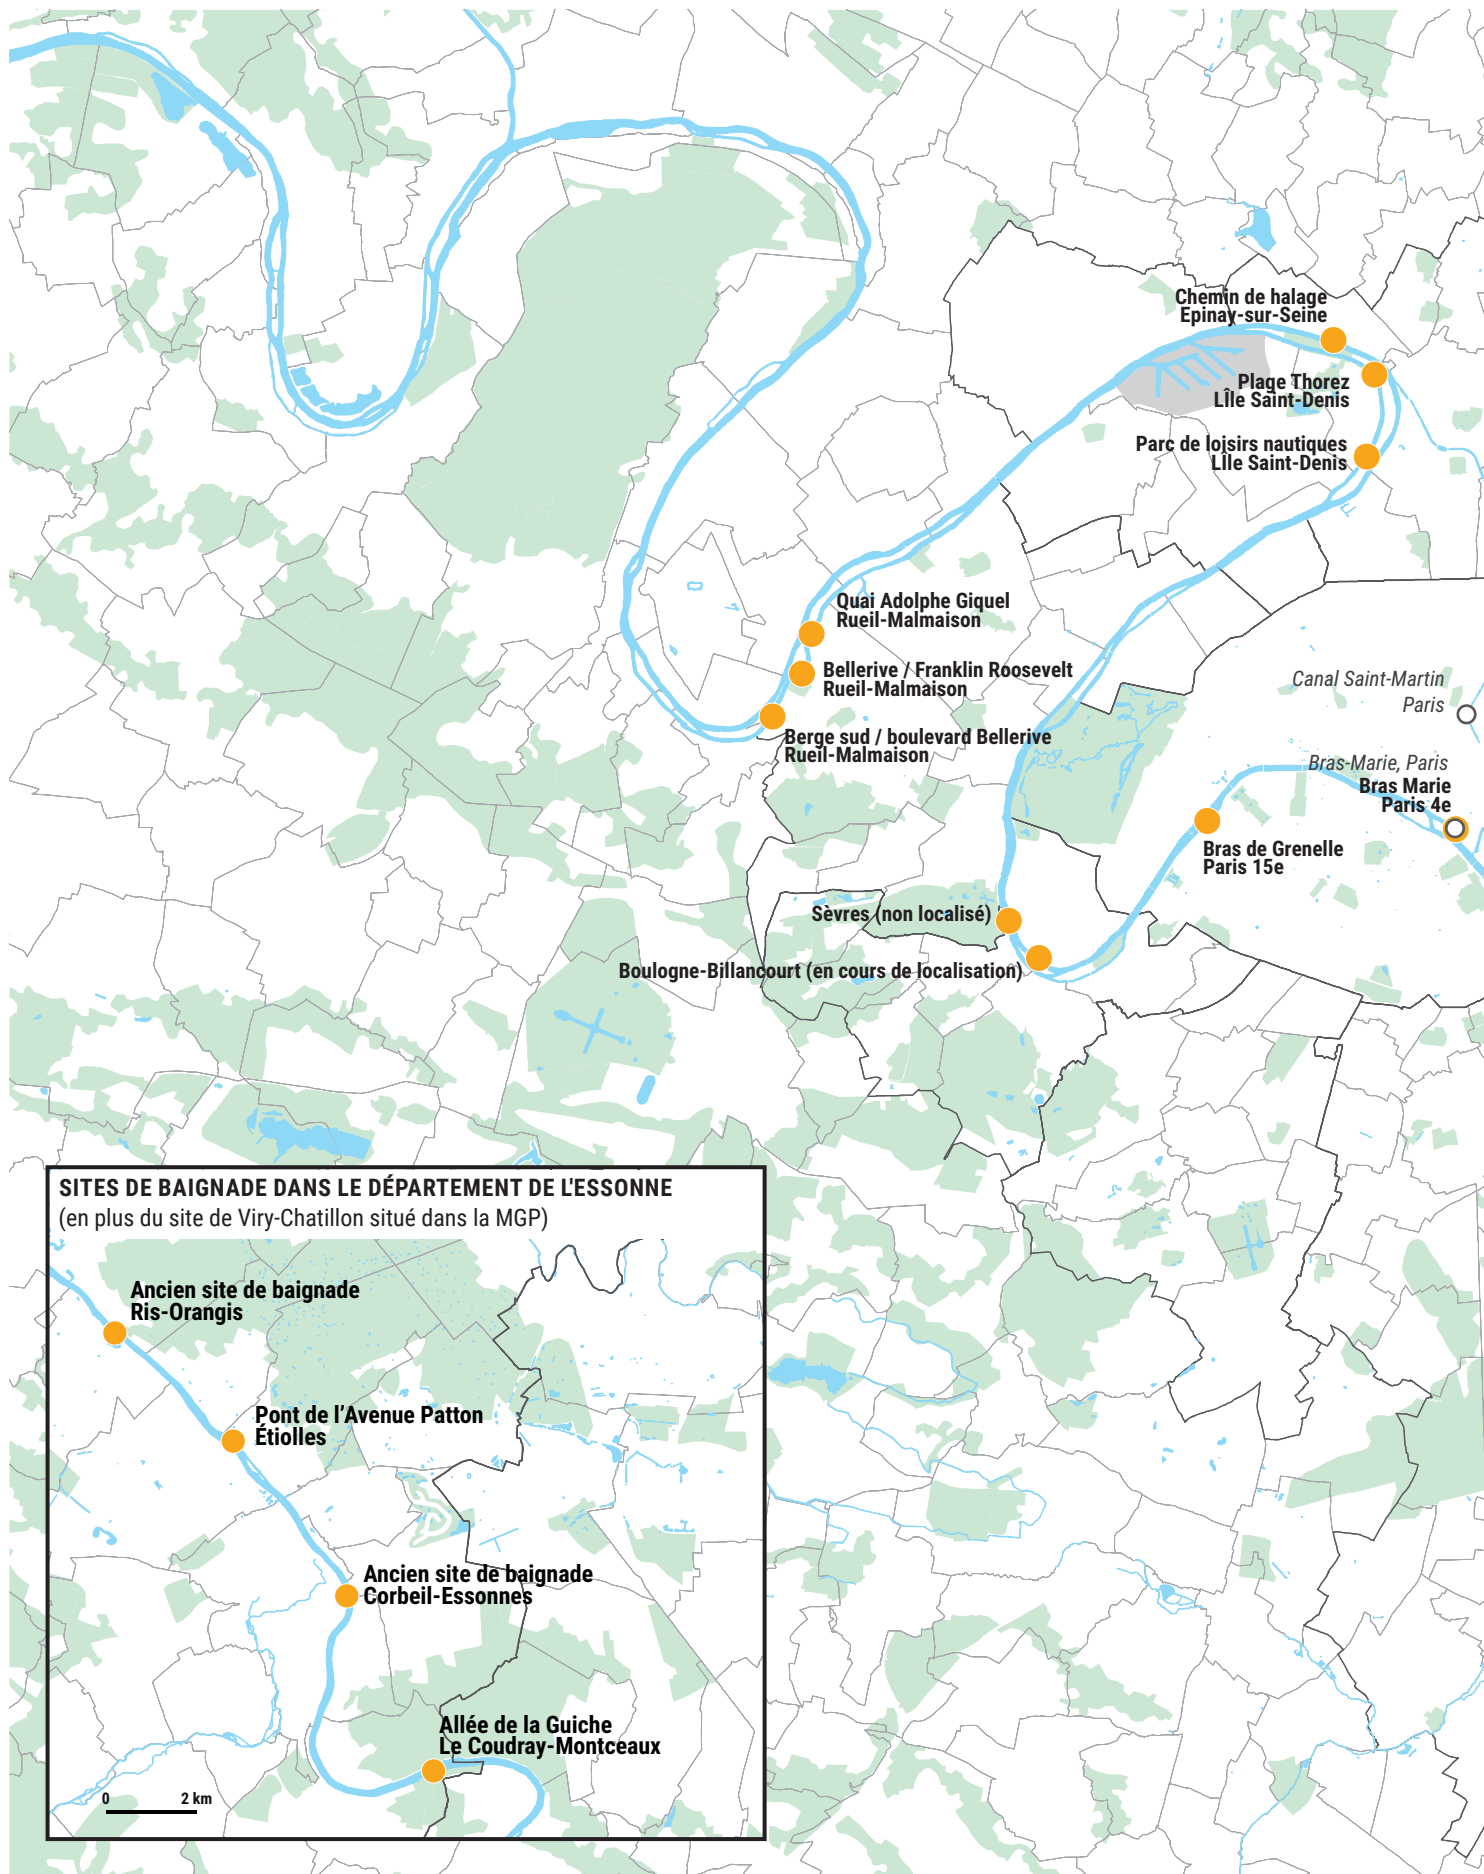 Chemin de halage
Epinay-sur-Seine
Plage Thorez
LÎle Saint-Denis
Parc de loisirs nautiques
LÎle Saint-Denis
Quai Adolphe Giquel
Rueil-Malmaison
Bellerive / Franklin Roosevelt
Rueil-Malmaison
Berge sud / boulevard Bellerive
Rueil-Malmaison
Canal Saint-Martin
Paris
Bras-Marie, Paris
Bras Marie
Paris 4e
Bras de Grenelle
Paris 15e
Sèvres (non localisé)
Boulogne-Billancourt (en cours de localisation)
SITES DE BAIGNADE DANS LE DÉPARTEMENT DE L'ESSONNE
(en plus du site de Viry-Chatillon situé dans la MGP)
Ancien site de baignade
Ris-Orangis
Pont de l’Avenue Patton
Étiolles
Ancien site de baignade
Corbeil-Essonnes
Allée de la Guiche
Le Coudray-Montceaux
0 2 km